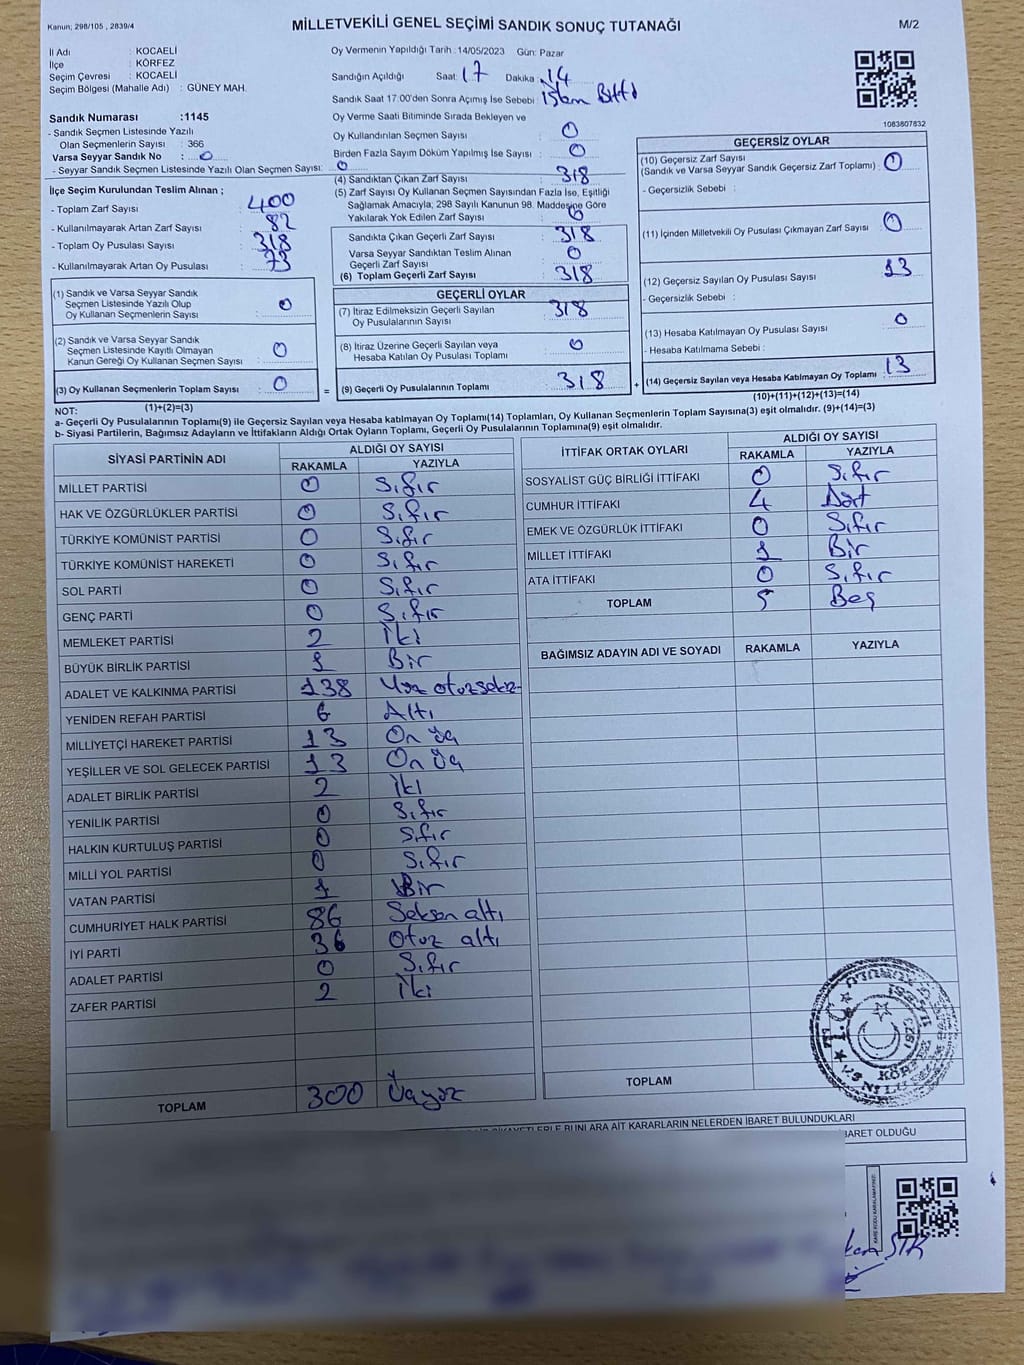 Kanun; 298/105 , 2839/4
MİLLETVEKİLİ GENEL SEÇİMİ SANDIK SONUÇ TUTANAĞI
M/2
İl Adı : KOCAELİ
İlçe : KÖRFEZ
Seçim Çevresi : KOCAELİ
Seçim Bölgesi (Mahalle Adı) : GÜNEY MAH.
Oy Vermenin Yapıldığı Tarih :14/05/2023 Gün: Pazar
Sandığın Açıldığı Saat: 17 Dakika : 14
Sandık Saat 17:00'den Sonra Açımış İse Sebebi : İşlem Bitti
Sandık Numarası :1145
- Sandık Seçmen Listesinde Yazılı
Olan Seçmenlerin Sayısı : 366
Varsa Seyyar Sandık No : 0
- Seyyar Sandık Seçmen Listesinde Yazılı Olan Seçmen Sayısı: 0
Oy Verme Saati Bitiminde Sırada Bekleyen ve
Oy Kullandırılan Seçmen Sayısı : 0
Birden Fazla Sayım Döküm Yapılmış İse Sayısı : 0
1083807832
İlçe Seçim Kurulundan Teslim Alınan ;
- Toplam Zarf Sayısı : 400
- Kullanılmayarak Artan Zarf Sayısı : 82
- Toplam Oy Pusulası Sayısı : 318
- Kullanılmayarak Artan Oy Pusulası : 73
(4) Sandıktan Çıkan Zarf Sayısı : 318
(5) Zarf Sayısı Oy Kullanan Seçmen Sayısından Fazla İse, Eşitliği
Sağlamak Amacıyla; 298 Sayılı Kanunun 98. Maddesine Göre
Yakılarak Yok Edilen Zarf Sayısı : 0
Sandıkta Çıkan Geçerli Zarf Sayısı : 318
Varsa Seyyar Sandıktan Teslim Alınan
Geçerli Zarf Sayısı : 0
(6) Toplam Geçerli Zarf Sayısı : 318
GEÇERSİZ OYLAR
(10) Geçersiz Zarf Sayısı
(Sandık ve Varsa Seyyar Sandık Geçersiz Zarf Toplamı) : 0
- Geçersizlik Sebebi :
(11) İçinden Milletvekili Oy Pusulası Çıkmayan Zarf Sayısı : 0
(12) Geçersiz Sayılan Oy Pusulası Sayısı : 13
- Geçersizlik Sebebi :
(13) Hesaba Katılmayan Oy Pusulası Sayısı : 0
- Hesaba Katılmama Sebebi :
(14) Geçersiz Sayılan veya Hesaba Katılmayan Oy Toplamı : 13
(10)+(11)+(12)+(13)=(14)
(1) Sandık ve Varsa Seyyar Sandık
Seçmen Listesinde Yazılı Olup
Oy Kullanan Seçmenlerin Sayısı : 0
(2) Sandık ve Varsa Seyyar Sandık
Seçmen Listesinde Kayıtlı Olmayan
Kanun Gereği Oy Kullanan Seçmen Sayısı : 0
(3) Oy Kullanan Seçmenlerin Toplam Sayısı : 0 =
(1)+(2)=(3)
GEÇERLİ OYLAR
(7) İtiraz Edilmeksizin Geçerli Sayılan
Oy Pusulalarının Sayısı : 318
(8) İtiraz Üzerine Geçerli Sayılan veya
Hesaba Katılan Oy Pusulası Toplamı : 0
(9) Geçerli Oy Pusulalarının Toplamı : 318 +
NOT:
a- Geçerli Oy Pusulasının Toplamı(9) ile Geçersiz Sayılan veya Hesaba katılmayan Oy Toplamı(14) Toplamları, Oy Kullanan Seçmenlerin Toplam Sayısına(3) eşit olmalıdır. (9)+(14)=(3)
b- Siyasi Partilerin, Bağımsız Adayların ve İttifakların Aldığı Ortak Oyların Toplamı, Geçerli Oy Pusulalarının Toplamına(9) eşit olmalıdır.
SİYASİ PARTİNİN ADI ALDIĞI OY SAYISI
RAKAMLA YAZIYLA
MİLLET PARTİSİ 0 Sıfır
HAK VE ÖZGÜRLÜKLER PARTİSİ 0 Sıfır
TÜRKİYE KOMÜNİST PARTİSİ 0 Sıfır
TÜRKİYE KOMÜNİST HAREKETİ 0 Sıfır
SOL PARTİ 0 Sıfır
GENÇ PARTİ 0 Sıfır
MEMLEKET PARTİSİ 2 İki
BÜYÜK BİRLİK PARTİSİ 1 Bir
ADALET VE KALKINMA PARTİSİ 138 Yüz otuzsekiz
YENİDEN REFAH PARTİSİ 6 Altı
MİLLİYETÇİ HAREKET PARTİSİ 13 On üç
YEŞİLLER VE SOL GELECEK PARTİSİ 13 On üç
ADALET BİRLİK PARTİSİ 2 İki
YENİLİK PARTİSİ 0 Sıfır
HALKIN KURTULUŞ PARTİSİ 0 Sıfır
MİLLİ YOL PARTİSİ 0 Sıfır
VATAN PARTİSİ 1 Bir
CUMHURİYET HALK PARTİSİ 86 Seksen altı
İYİ PARTİ 36 Otuz altı
ADALET PARTİSİ 0 Sıfır
ZAFER PARTİSİ 2 İki
TOPLAM 300 Üçyüz
İTTİFAK ORTAK OYLARI ALDIĞI OY SAYISI
RAKAMLA YAZIYLA
SOSYALİST GÜÇ BİRLİĞİ İTTİFAKI 0 Sıfır
CUMHUR İTTİFAKI 4 Dört
EMEK VE ÖZGÜRLÜK İTTİFAKI 0 Sıfır
MİLLET İTTİFAKI 1 Bir
ATA İTTİFAKI 0 Sıfır
TOPLAM 5 Beş
BAĞIMSIZ ADAYIN ADI VE SOYADI RAKAMLA YAZIYLA
TOPLAM
T.C.
1923
KÖRFEZ
ŞİKAYETLERLE BUNLARA AİT KARARLARIN NELERDEN İBARET BULUNDUKLARI
İBARET OLDUĞU